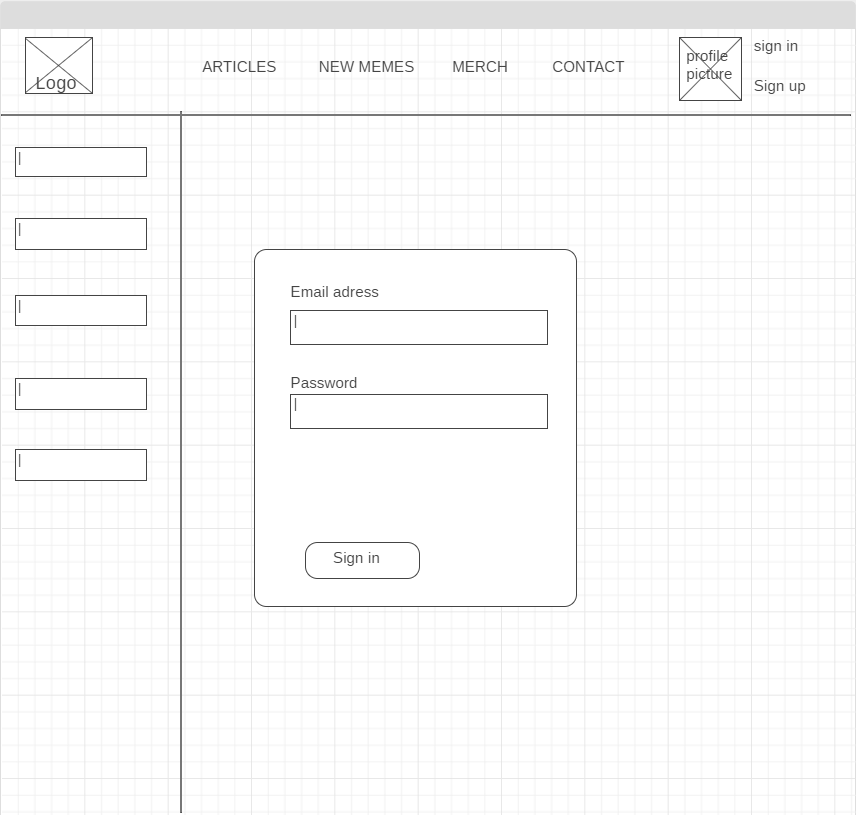 Logo
ARTICLES
NEW MEMES
MERCH
CONTACT
profile
picture
sign in
Sign up
Email adress
Password
Sign in